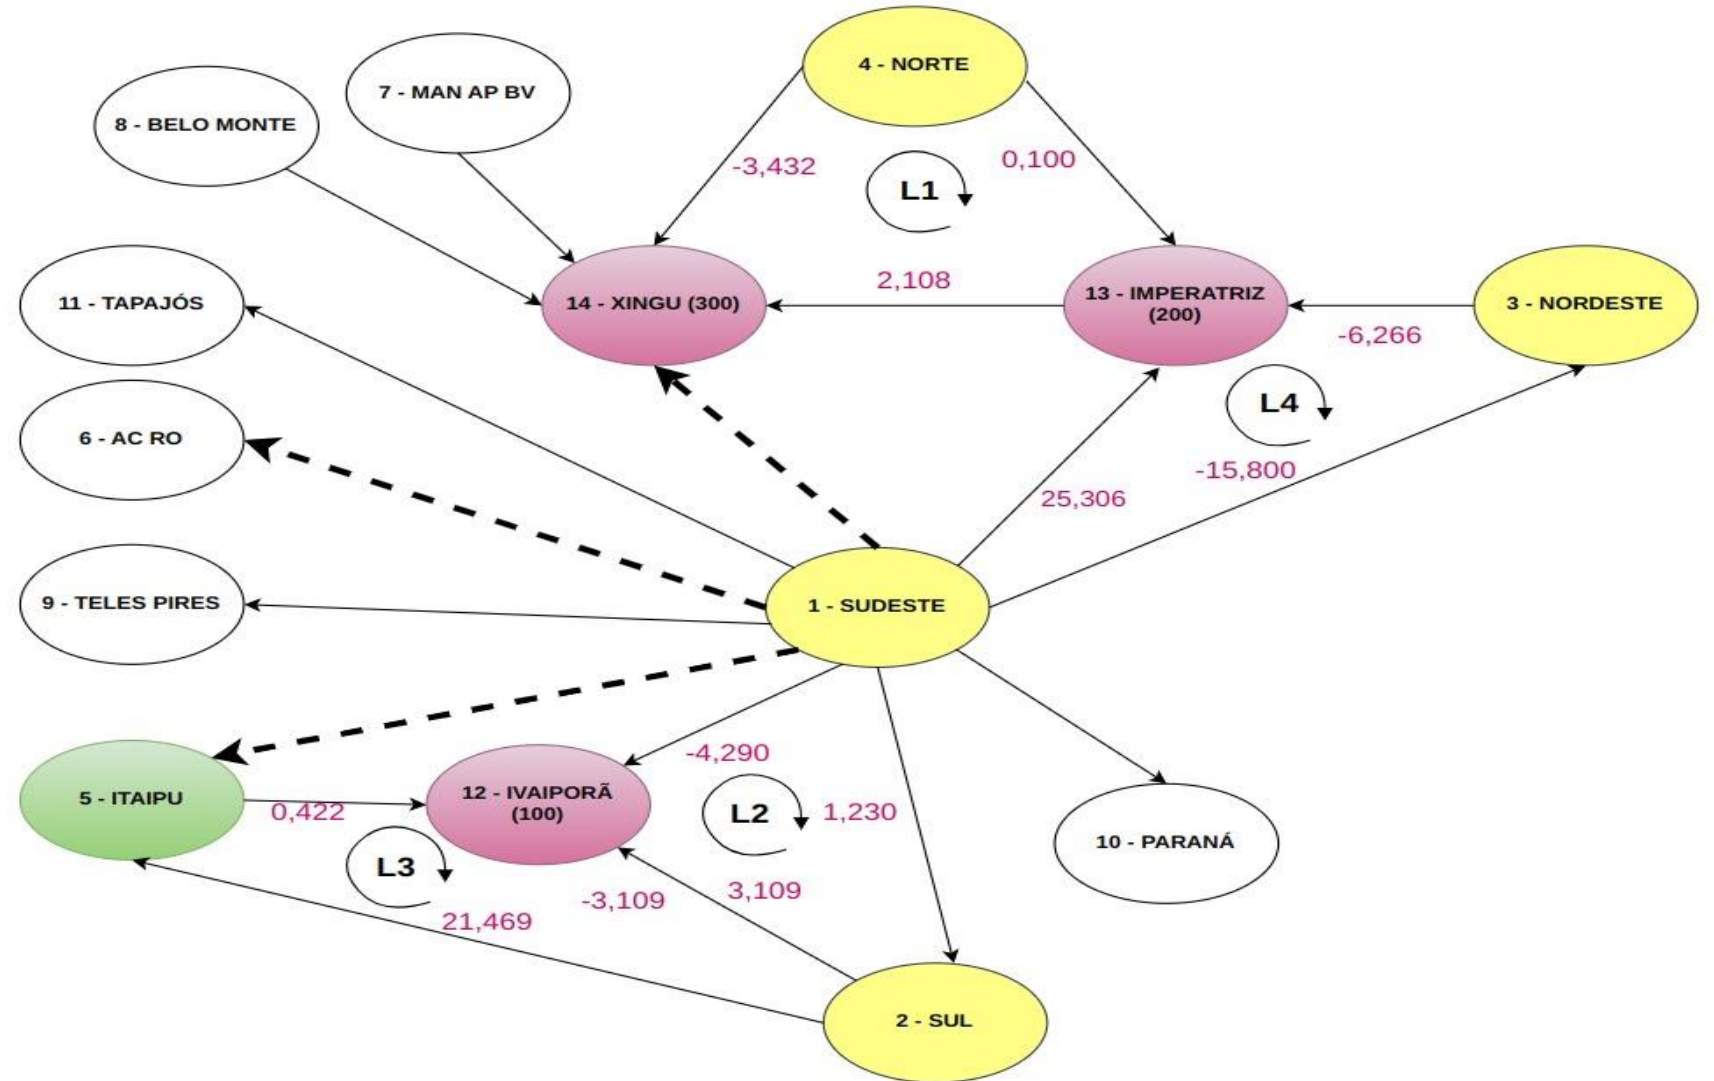 4 - NORTE
7 - MAN AP BV
8 - BELO MONTE
-3,432
0,100
L1
11 - TAPAJÓS
14 - XINGU (300)
2,108
13 - IMPERATRIZ
(200)
3 - NORDESTE
-6,266
L4
6 - AC RO
-15,800
25,306
9 - TELES PIRES
1 - SUDESTE
-4,290
5 - ITAIPU
0,422
12 - IVAIPORÃ
(100)
L2
1,230
10 - PARANÁ
L3
-3,109
3,109
21,469
2 - SUL